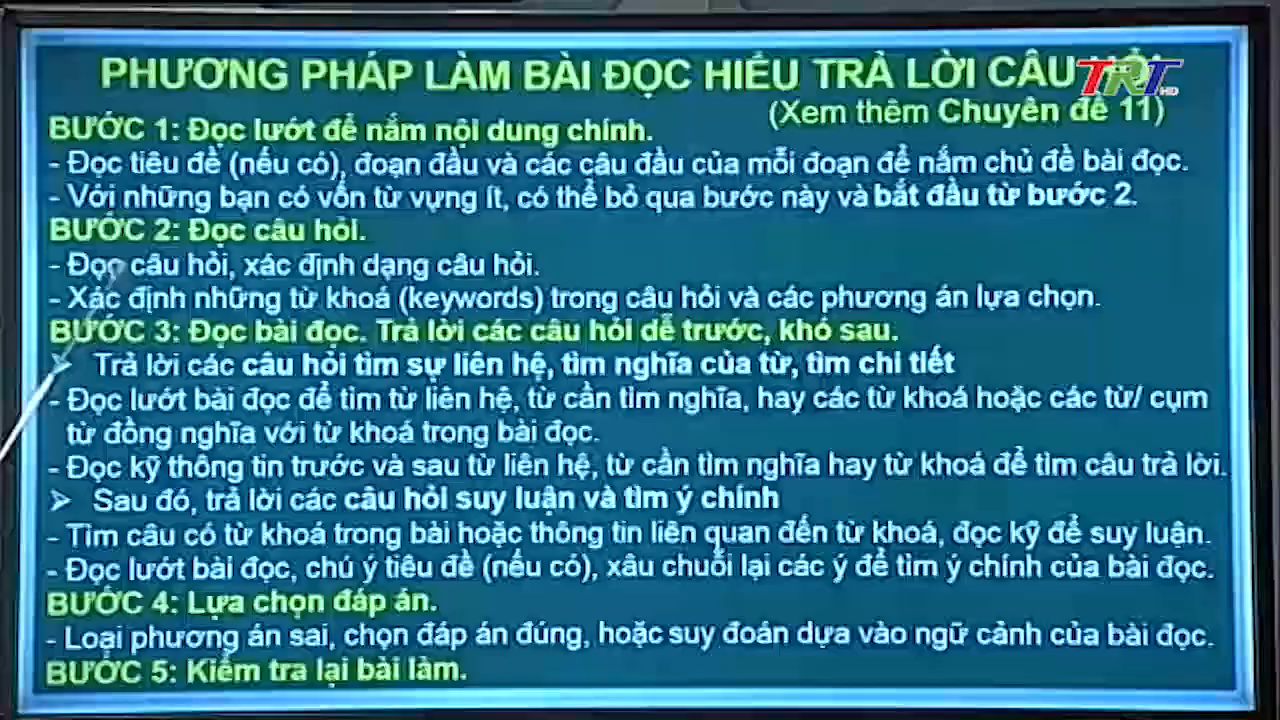 PHƯƠNG PHÁP LÀM BÀI ĐỌC HIỂU TRẢ LỜI CÂU
TRT HD
(Xem thêm Chuyên đề 11)
BƯỚC 1: Đọc lướt để nắm nội dung chính.
- Đọc tiêu đề (nếu có), đoạn đầu và các câu đầu của mỗi đoạn để nắm chủ đề bài đọc.
- Với những bạn có vốn từ vựng ít, có thể bỏ qua bước này và bắt đầu từ bước 2.
BƯỚC 2: Đọc câu hỏi.
- Đọc câu hỏi, xác định dạng câu hỏi.
- Xác định những từ khoá (keywords) trong câu hỏi và các phương án lựa chọn.
BƯỚC 3: Đọc bài đọc. Trả lời các câu hỏi dễ trước, khó sau.
➢ Trả lời các câu hỏi tìm sự liên hệ, tìm nghĩa của từ, tìm chi tiết
- Đọc lướt bài đọc để tìm từ liên hệ, từ cần tìm nghĩa, hay các từ khoá hoặc các từ/ cụm
từ đồng nghĩa với từ khoá trong bài đọc.
- Đọc kỹ thông tin trước và sau từ liên hệ, từ cần tìm nghĩa hay từ khoá để tìm câu trả lời.
➢ Sau đó, trả lời các câu hỏi suy luận và tìm ý chính
- Tìm câu có từ khoá trong bài hoặc thông tin liên quan đến từ khoá, đọc kỹ để suy luận.
- Đọc lướt bài đọc, chú ý tiêu đề (nếu có), xâu chuỗi lại các ý để tìm ý chính của bài đọc.
BƯỚC 4: Lựa chọn đáp án.
- Loại phương án sai, chọn đáp án đúng, hoặc suy đoán dựa vào ngữ cảnh của bài đọc.
BƯỚC 5: Kiểm tra lại bài làm.